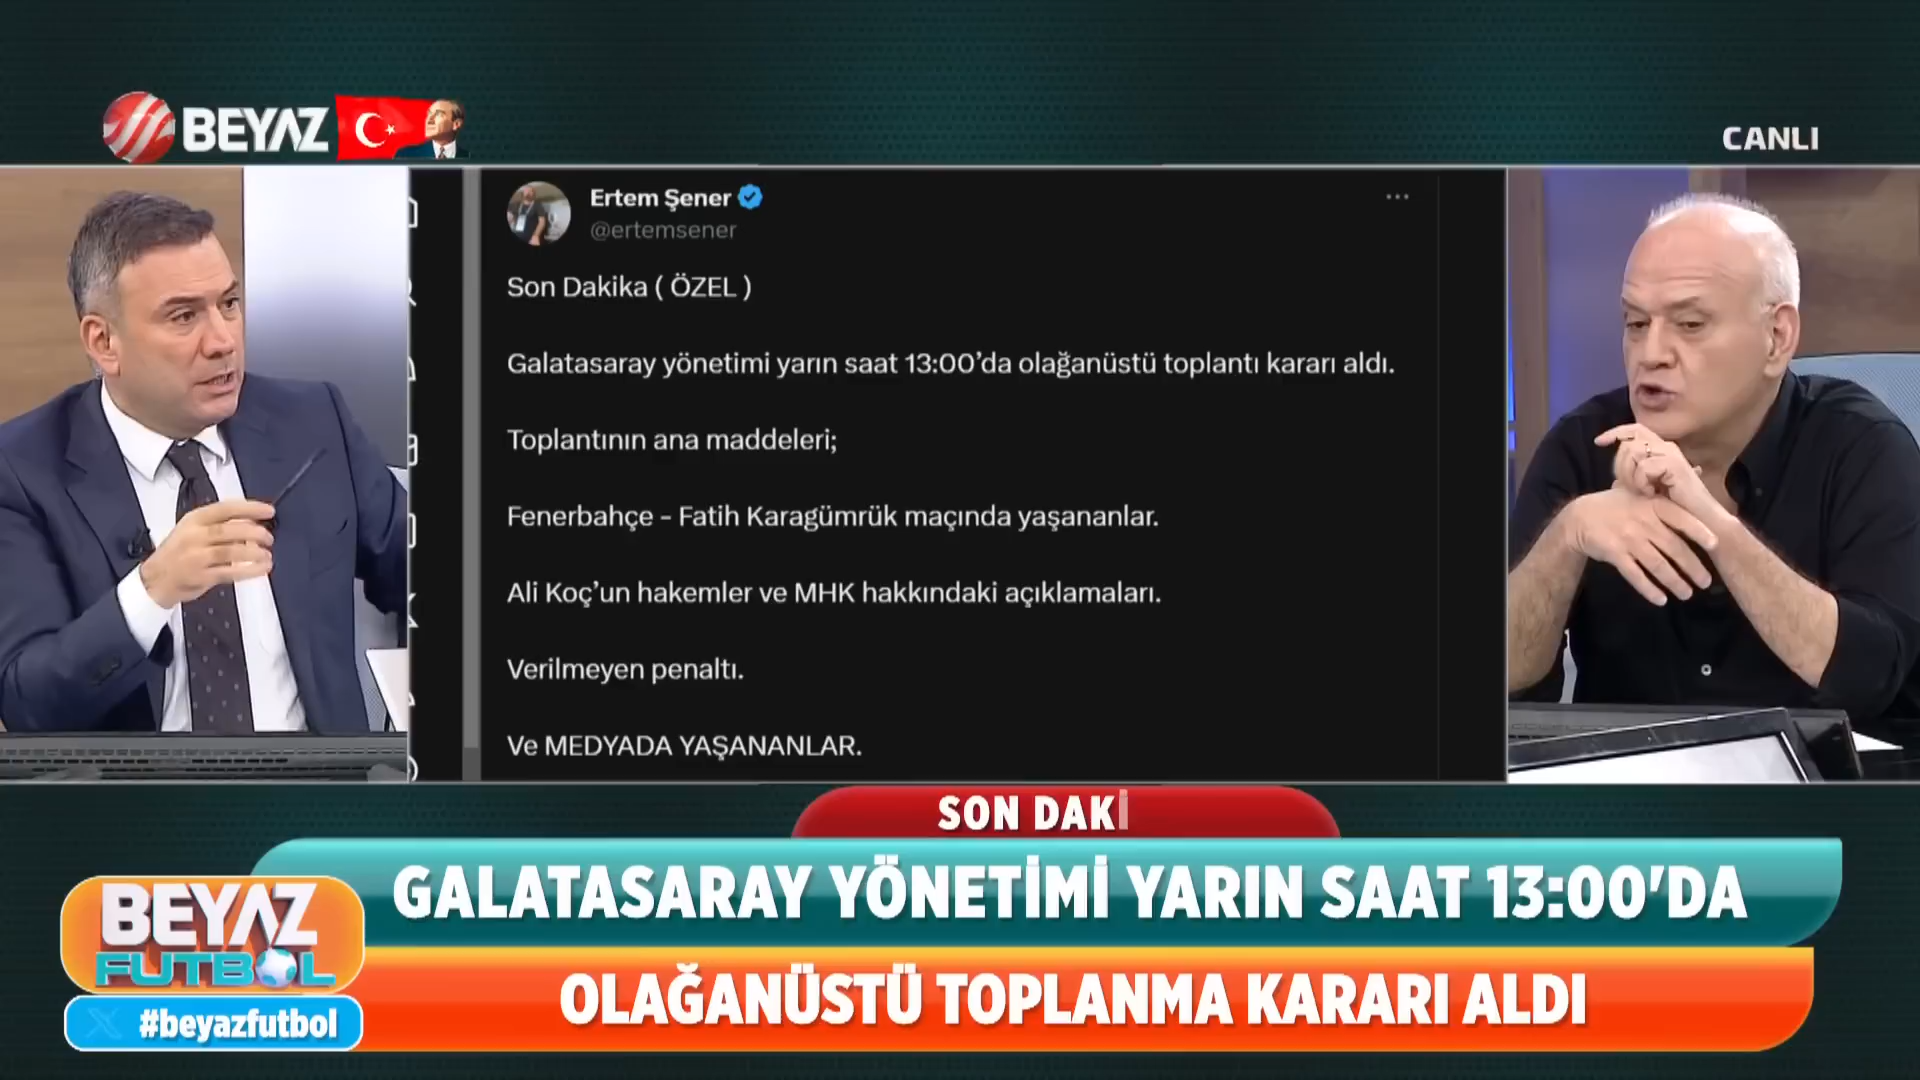 BEYAZ
CANLI
Ertem Şener
@ertemsener
Son Dakika ( ÖZEL )
Galatasaray yönetimi yarın saat 13:00’da olağanüstü toplantı kararı aldı.
Toplantının ana maddeleri;
Fenerbahçe - Fatih Karagümrük maçında yaşananlar.
Ali Koç’un hakemler ve MHK hakkındaki açıklamaları.
Verilmeyen penaltı.
Ve MEDYADA YAŞANANLAR.
SON DAKİ
GALATASARAY YÖNETİMİ YARIN SAAT 13:00'DA
OLAĞANÜSTÜ TOPLANMA KARARI ALDI
BEYAZ
FUTBOL
#beyazfutbol